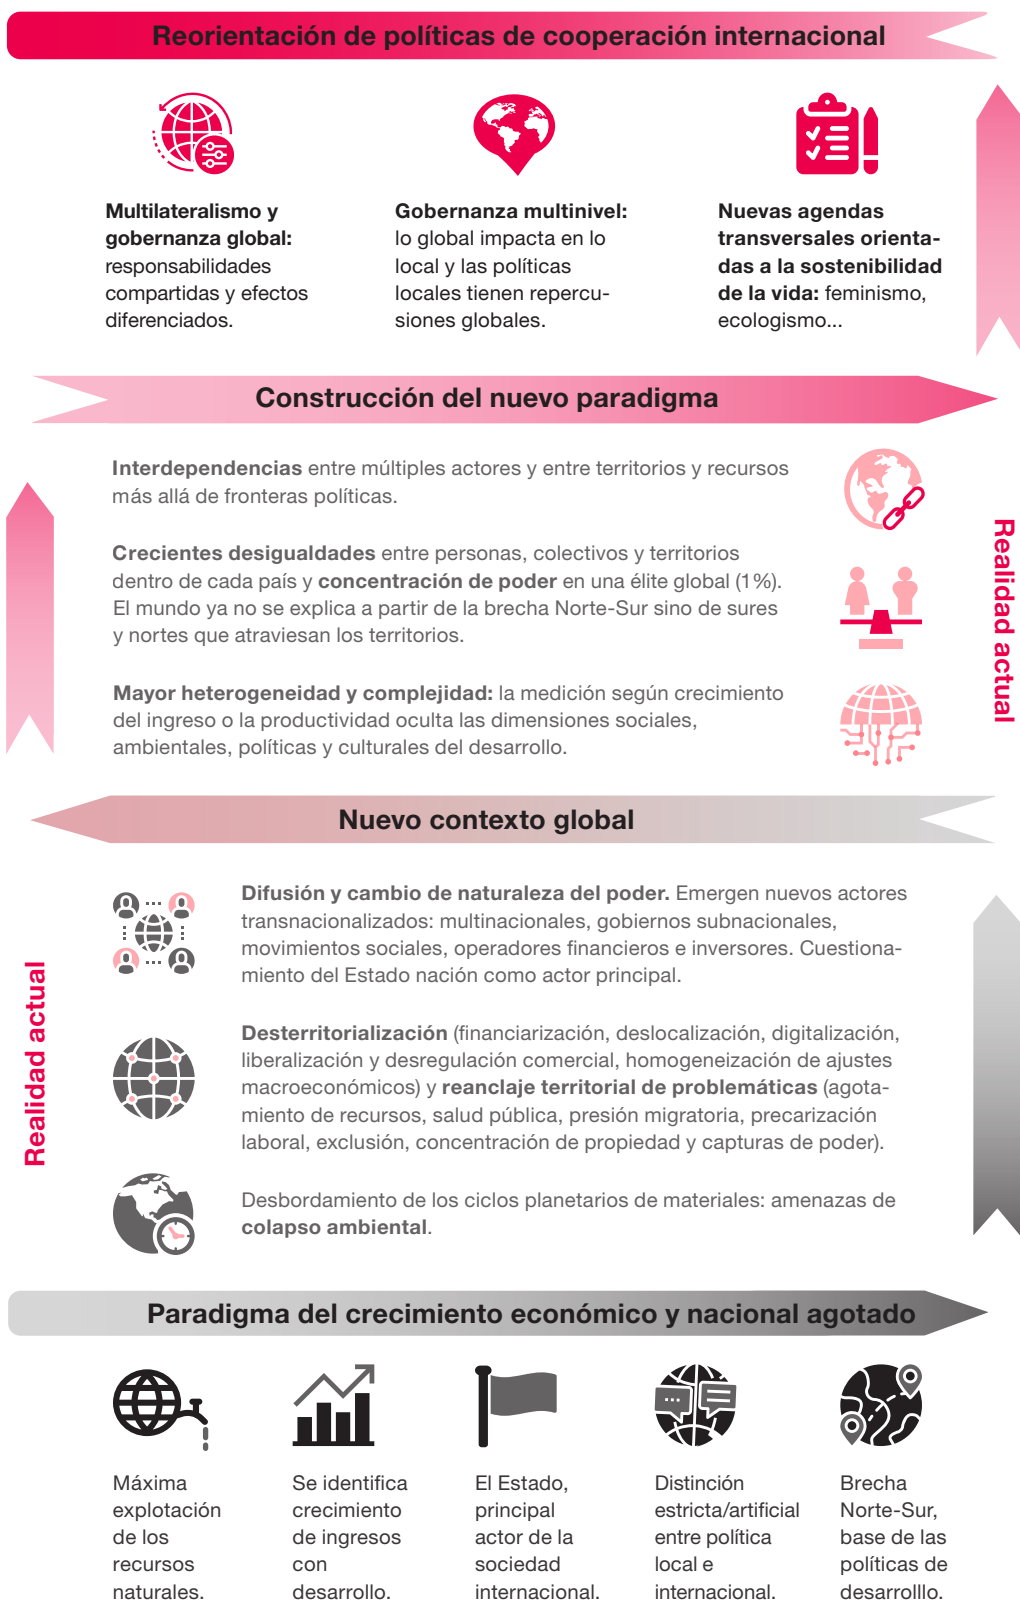 Reorientación de políticas de cooperación internacional
Multilateralismo y
gobernanza global:
responsabilidades
compartidas y efectos
diferenciados.
Gobernanza multinivel:
lo global impacta en lo
local y las políticas
locales tienen repercu-
siones globales.
Nuevas agendas
transversales orienta-
das a la sostenibilidad
de la vida: feminismo,
ecologismo...
Construcción del nuevo paradigma
Interdependencias entre múltiples actores y entre territorios y recursos
más allá de fronteras políticas.
Crecientes desigualdades entre personas, colectivos y territorios
dentro de cada país y concentración de poder en una élite global (1%).
El mundo ya no se explica a partir de la brecha Norte-Sur sino de sures
y nortes que atraviesan los territorios.
Mayor heterogeneidad y complejidad: la medición según crecimiento
del ingreso o la productividad oculta las dimensiones sociales,
ambientales, políticas y culturales del desarrollo.
Realidad actual
Nuevo contexto global
Difusión y cambio de naturaleza del poder. Emergen nuevos actores
transnacionalizados: multinacionales, gobiernos subnacionales,
movimientos sociales, operadores financieros e inversores. Cuestiona-
miento del Estado nación como actor principal.
Desterritorialización (financiarización, deslocalización, digitalización,
liberalización y desregulación comercial, homogeneización de ajustes
macroeconómicos) y reanclaje territorial de problemáticas (agota-
miento de recursos, salud pública, presión migratoria, precarización
laboral, exclusión, concentración de propiedad y capturas de poder).
Desbordamiento de los ciclos planetarios de materiales: amenazas de
colapso ambiental.
Realidad actual
Paradigma del crecimiento económico y nacional agotado
Máxima
explotación
de los
recursos
naturales.
Se identifica
crecimiento
de ingresos
con
desarrollo.
El Estado,
principal
actor de la
sociedad
internacional.
Distinción
estricta/artificial
entre política
local e
internacional.
Brecha
Norte-Sur,
base de las
políticas de
desarrolllo.